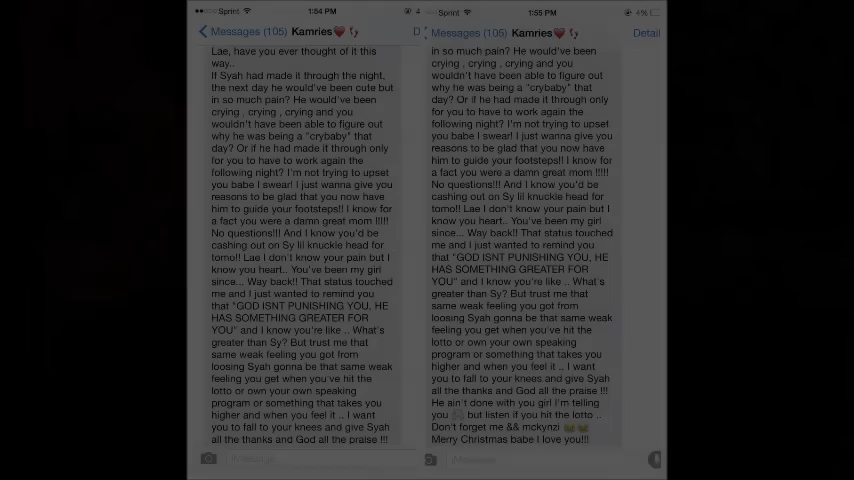 Sprint 1:54 PM 4
Messages (105) Kamries❤️👣 D
Lae, have you ever thought of it this
way..
If Syah had made it through the night,
the next day he would've been cute but
in so much pain? He would've been
crying , crying , crying and you
wouldn't have been able to figure out
why he was being a "crybaby" that
day? Or if he had made it through only
for you to have to work again the
following night? I'm not trying to upset
you babe I swear! I just wanna give you
reasons to be glad that you now have
him to guide your footsteps!! I know for
a fact you were a damn great mom !!!!!
No questions!!! And I know you'd be
cashing out on Sy lil knuckle head for
tomo!! Lae I don't know your pain but I
know you heart.. You've been my girl
since... Way back!! That status touched
me and I just wanted to remind you
that "GOD ISNT PUNISHING YOU, HE
HAS SOMETHING GREATER FOR
YOU" and I know you're like .. What's
greater than Sy? But trust me that
same weak feeling you got from
loosing Syah gonna be that same weak
feeling you get when you've hit the
lotto or own your own speaking
program or something that takes you
higher and when you feel it .. I want
you to fall to your knees and give Syah
all the thanks and God all the praise !!!
iMessage
Sprint 1:55 PM 4%
Messages (105) Kamries❤️👣 Detail
in so much pain? He would've been
crying , crying , crying and you
wouldn't have been able to figure out
why he was being a "crybaby" that
day? Or if he had made it through only
for you to have to work again the
following night? I'm not trying to upset
you babe I swear! I just wanna give you
reasons to be glad that you now have
him to guide your footsteps!! I know for
a fact you were a damn great mom !!!!!
No questions!!! And I know you'd be
cashing out on Sy lil knuckle head for
tomo!! Lae I don't know your pain but I
know you heart.. You've been my girl
since... Way back!! That status touched
me and I just wanted to remind you
that "GOD ISNT PUNISHING YOU, HE
HAS SOMETHING GREATER FOR
YOU" and I know you're like .. What's
greater than Sy? But trust me that
same weak feeling you got from
loosing Syah gonna be that same weak
feeling you get when you've hit the
lotto or own your own speaking
program or something that takes you
higher and when you feel it .. I want
you to fall to your knees and give Syah
all the thanks and God all the praise !!!
He ain't done with you girl I'm telling
you but listen if you hit the lotto ..
Don't forget me && mckynzi
Merry Christmas babe I love you!!!
iMessage